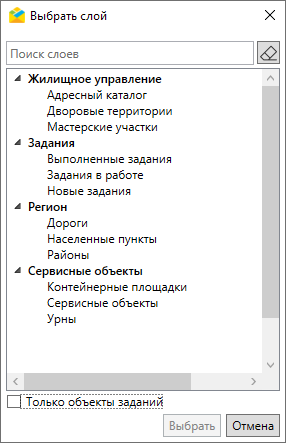 Выбрать слой
Поиск слоев
Жилищное управление
Адресный каталог
Дворовые территории
Мастерские участки
Задания
Выполненные задания
Задания в работе
Новые задания
Регион
Дороги
Населенные пункты
Районы
Сервисные объекты
Контейнерные площадки
Сервисные объекты
Урны
Только объекты заданий
Выбрать Отмена